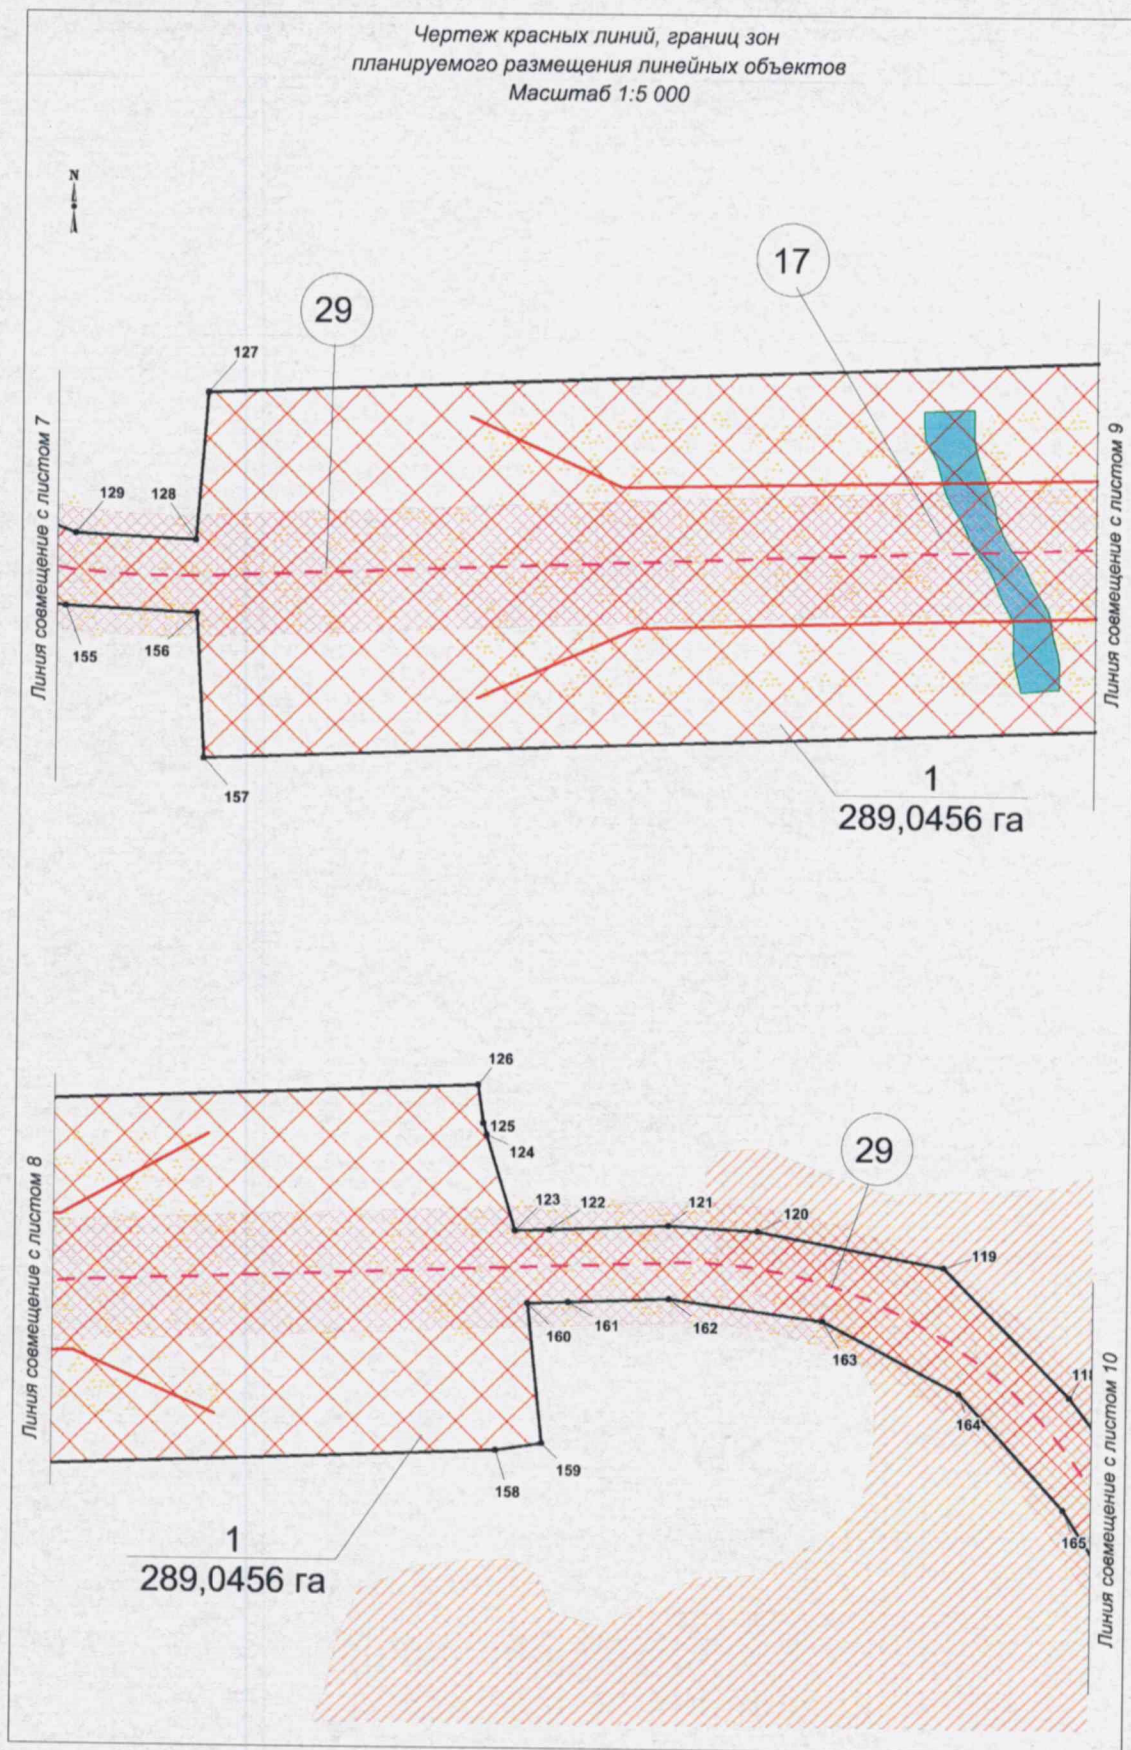 Чертеж красных линий, границ зон
планируемого размещения линейных объектов
Масштаб 1:5 000
N
17
29
127
Линия совмещение с листом 7
Линия совмещение с листом 9
129
128
155
156
157
1
289,0456 га
126
125
124
29
Линия совмещение с листом 8
123
122
121
120
119
160
161
162
163
118
164
Линия совмещение с листом 10
159
158
165
1
289,0456 га